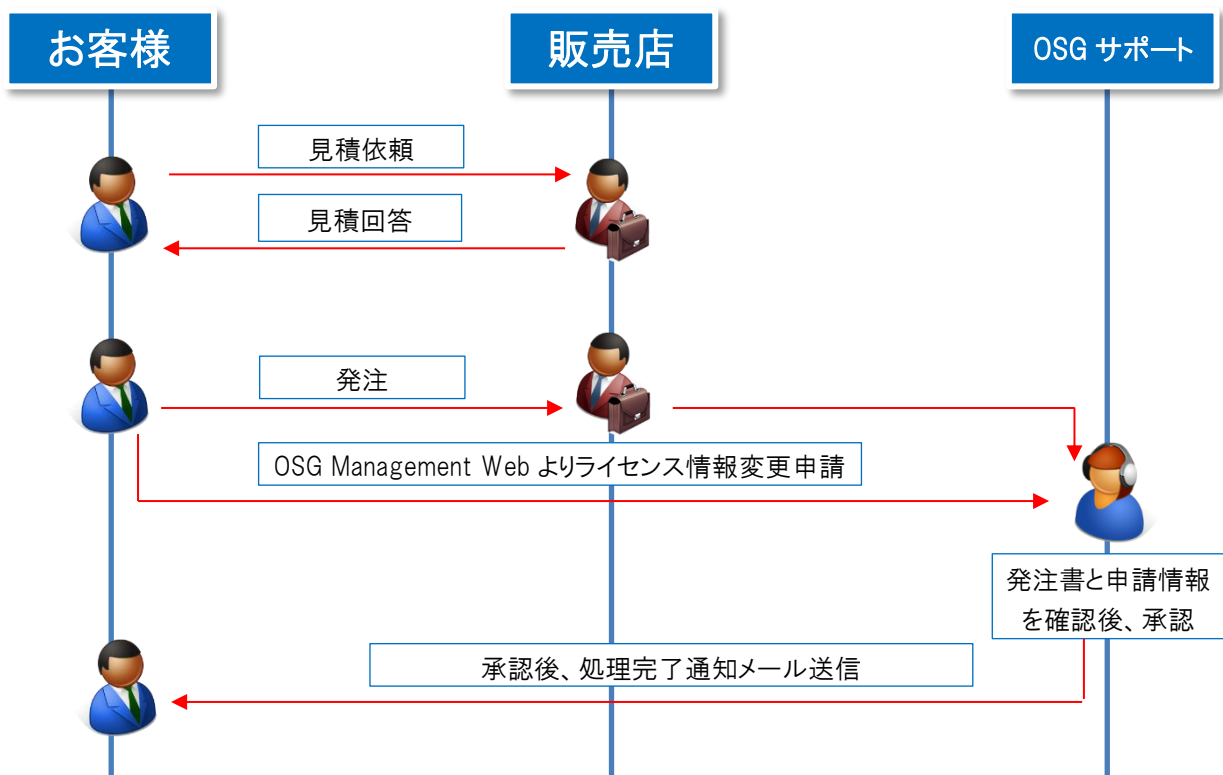 お客様
販売店
OSG サポート
見積依頼
見積回答
発注
OSG Management Web よりライセンス情報変更申請
発注書と申請情報
を確認後、承認
承認後、処理完了通知メール送信